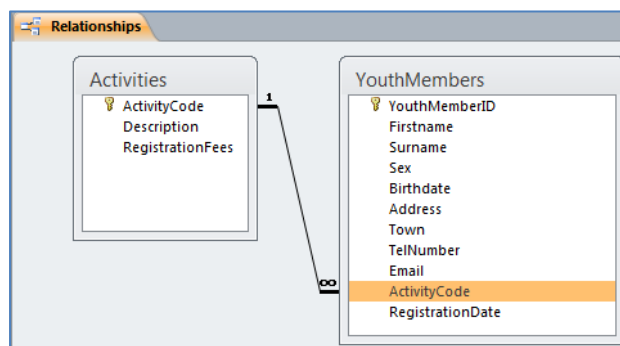 Relationships
Activities
ActivityCode
Description
RegistrationFees
1
∞
YouthMembers
YouthMemberID
Firstname
Surname
Sex
Birthdate
Address
Town
TelNumber
Email
ActivityCode
RegistrationDate